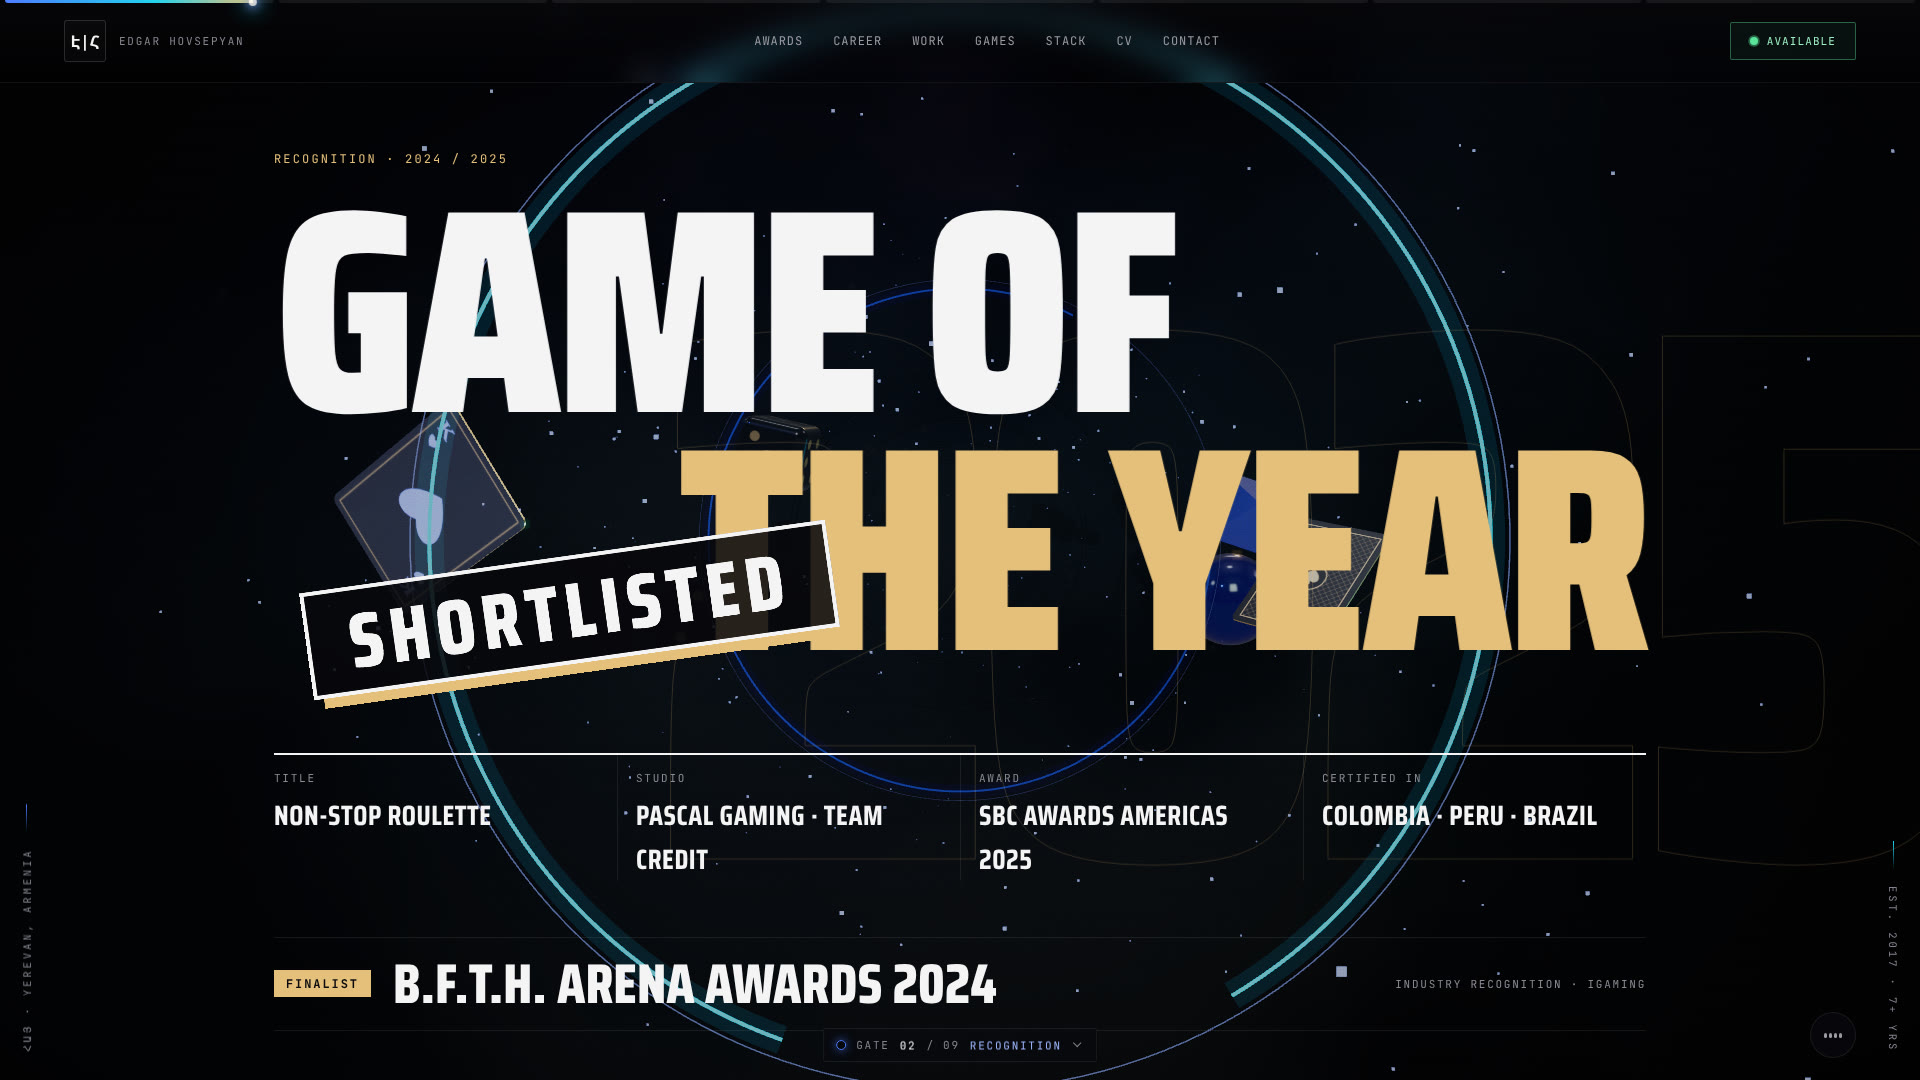 Է|Հ EDGAR HOVSEPYAN
AWARDS CAREER WORK GAMES STACK CV CONTACT
AVAILABLE
RECOGNITION · 2024 / 2025
GAME OF
THE YEAR
SHORTLISTED
2025
TITLE
NON-STOP ROULETTE
STUDIO
PASCAL GAMING · TEAM
CREDIT
AWARD
SBC AWARDS AMERICAS
2025
CERTIFIED IN
COLOMBIA · PERU · BRAZIL
FINALIST B.F.T.H. ARENA AWARDS 2024 INDUSTRY RECOGNITION · IGAMING
GATE 02 / 09 RECOGNITION
ՀԱՅ · YEREVAN, ARMENIA
EST. 2017 · 7+ YRS